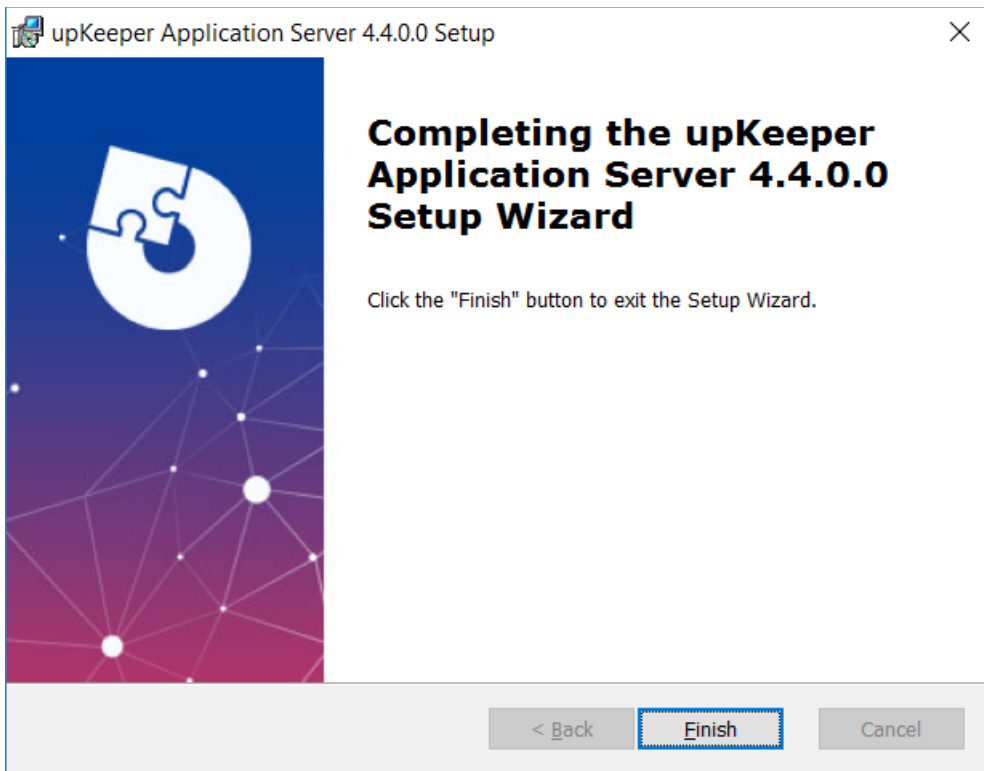 upKeeper Application Server 4.4.0.0 Setup
Completing the upKeeper
Application Server 4.4.0.0
Setup Wizard
Click the "Finish" button to exit the Setup Wizard.
< Back
Finish
Cancel